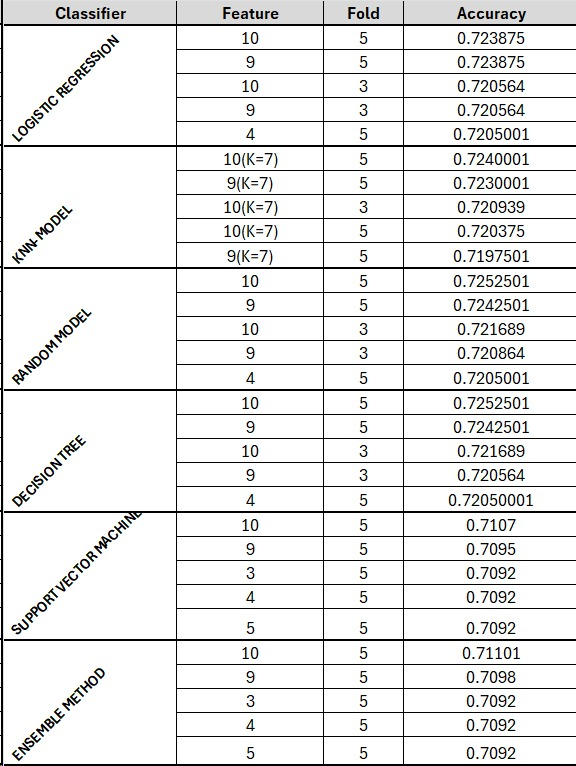 Classifier Feature Fold Accuracy
LOGISTIC REGRESSION
10 5 0.723875
9 5 0.723875
10 3 0.720564
9 3 0.720564
4 5 0.7205001
KNN-MODEL
10(K=7) 5 0.7240001
9(K=7) 5 0.7230001
10(K=7) 3 0.720939
10(K=7) 5 0.720375
9(K=7) 5 0.7197501
RANDOM MODEL
10 5 0.7252501
9 5 0.7242501
10 3 0.721689
9 3 0.720864
4 5 0.7205001
DECISION TREE
10 5 0.7252501
9 5 0.7242501
10 3 0.721689
9 3 0.720564
4 5 0.72050001
SUPPORT VECTOR MACHINE
10 5 0.7107
9 5 0.7095
3 5 0.7092
4 5 0.7092
5 5 0.7092
ENSEMBLE METHOD
10 5 0.71101
9 5 0.7098
3 5 0.7092
4 5 0.7092
5 5 0.7092